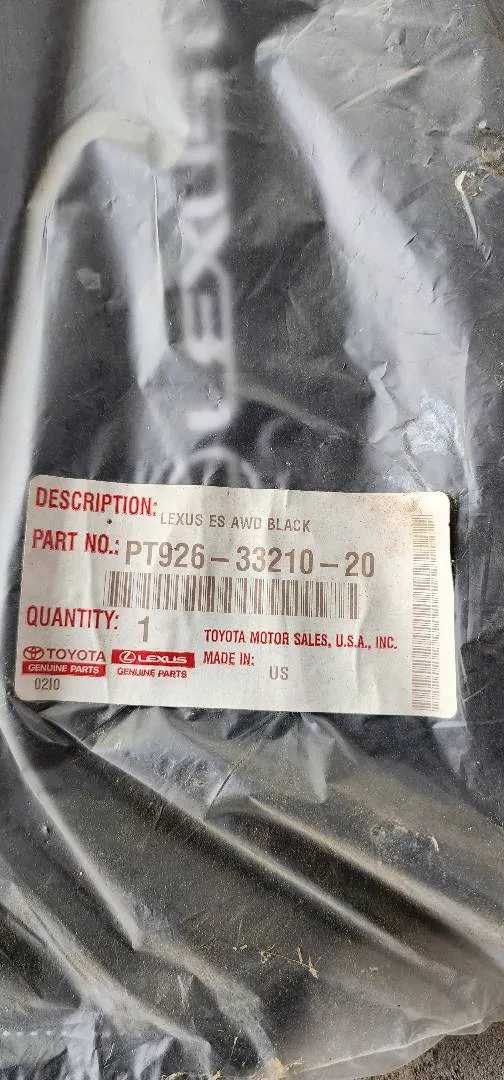 LEXUS
DESCRIPTION: LEXUS ES AWD BLACK
PART NO.: PT926-33210-20
QUANTITY: 1
TOYOTA MOTOR SALES, U.S.A., INC.
TOYOTA
GENUINE PARTS
LEXUS
GENUINE PARTS
MADE IN: US
0210